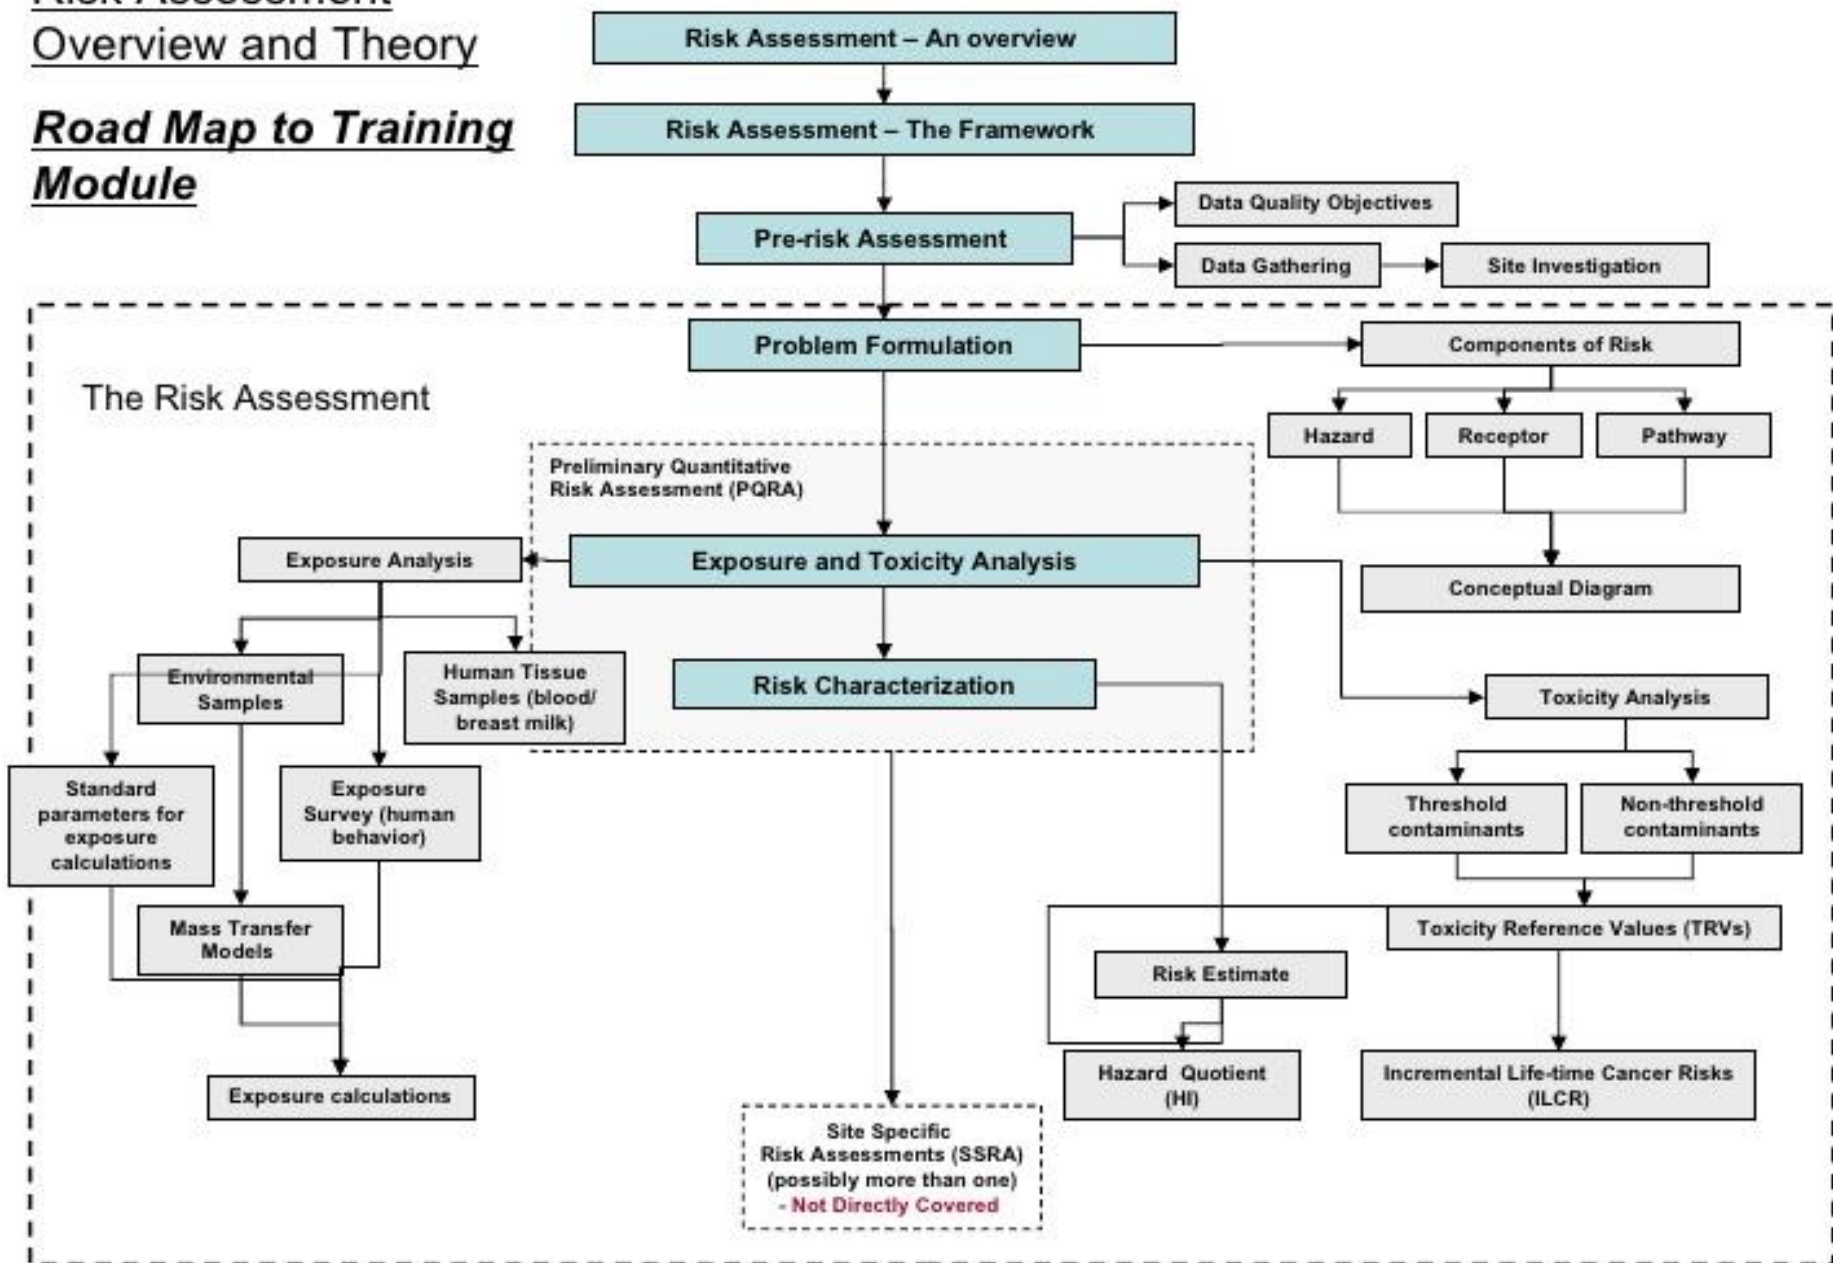 Risk Assessment
Overview and Theory
Road Map to Training
Module
Risk Assessment – An overview
Risk Assessment – The Framework
Pre-risk Assessment
Data Quality Objectives
Data Gathering
Site Investigation
Problem Formulation
Components of Risk
The Risk Assessment
Hazard
Receptor
Pathway
Preliminary Quantitative
Risk Assessment (PQRA)
Exposure Analysis
Exposure and Toxicity Analysis
Conceptual Diagram
Environmental
Samples
Human Tissue
Samples (blood/
breast milk)
Risk Characterization
Toxicity Analysis
Standard
parameters for
exposure
calculations
Exposure
Survey (human
behavior)
Threshold
contaminants
Non-threshold
contaminants
Mass Transfer
Models
Toxicity Reference Values (TRVs)
Risk Estimate
Exposure calculations
Hazard Quotient
(HI)
Incremental Life-time Cancer Risks
(ILCR)
Site Specific
Risk Assessments (SSRA)
(possibly more than one)
- Not Directly Covered